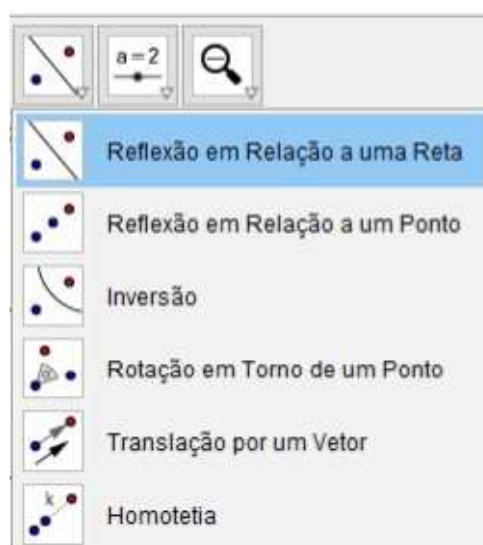 a = 2
Reflexão em Relação a uma Reta
Reflexão em Relação a um Ponto
Inversão
Rotação em Torno de um Ponto
Translação por um Vetor
k
Homotetia